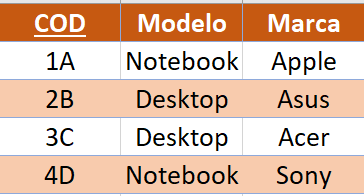 COD Modelo Marca
1A Notebook Apple
2B Desktop Asus
3C Desktop Acer
4D Notebook Sony